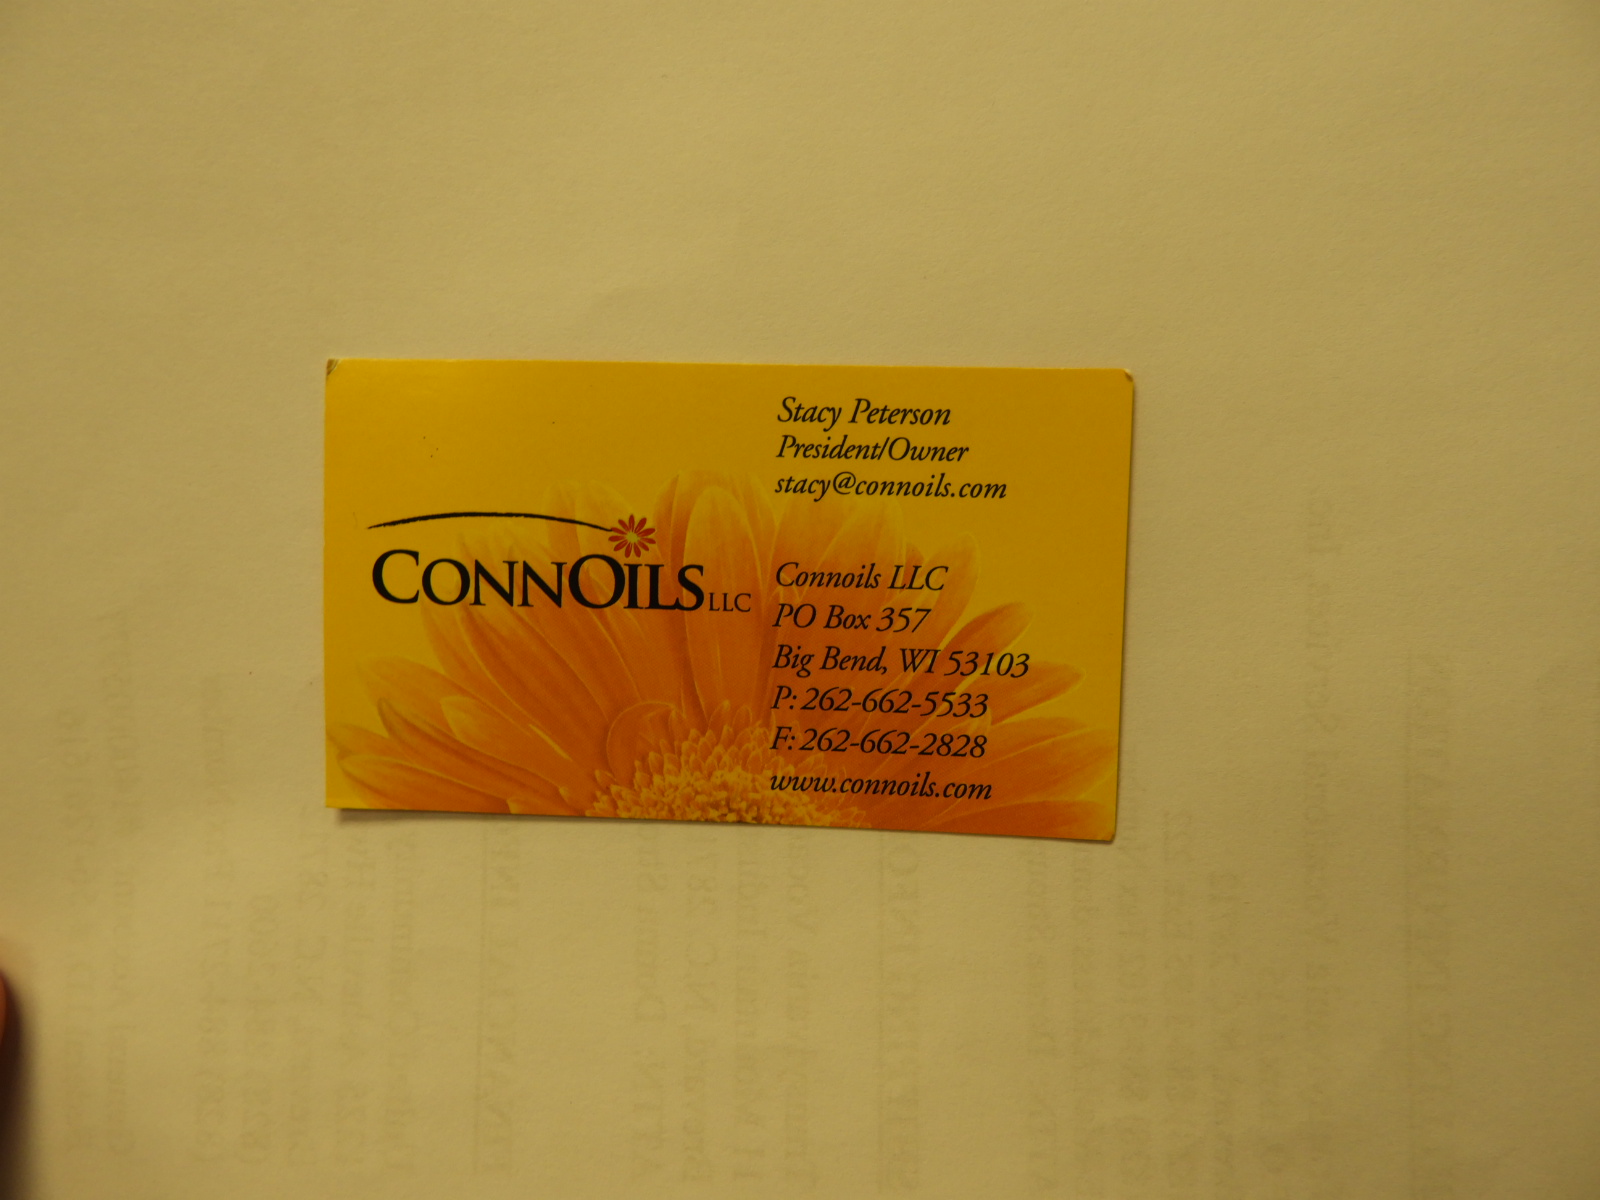 CONNOILS LLC
Stacy Peterson
President/Owner
stacy@connoils.com
Connoils LLC
PO Box 357
Big Bend, WI 53103
P: 262-662-5533
F: 262-662-2828
www.connoils.com